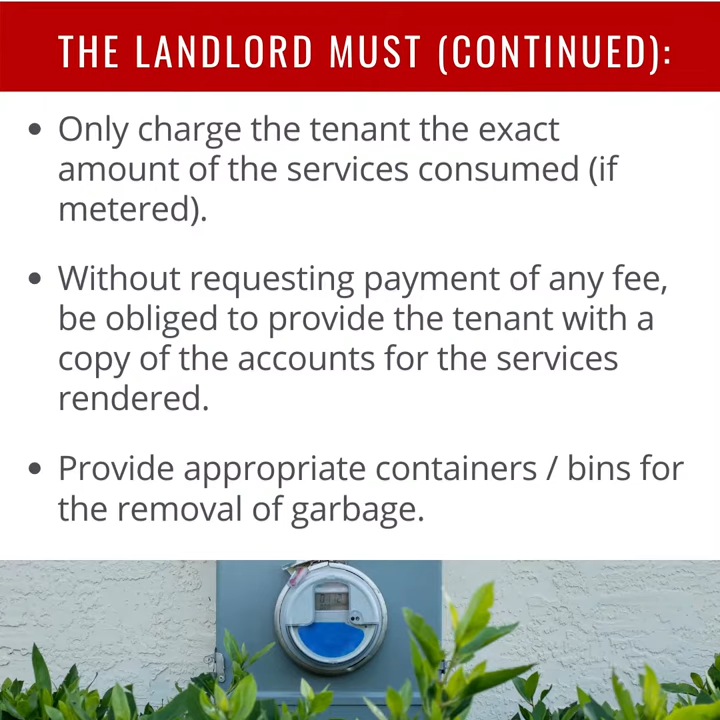 THE LANDLORD MUST (CONTINUED):
• Only charge the tenant the exact
amount of the services consumed (if
metered).
• Without requesting payment of any fee,
be obliged to provide the tenant with a
copy of the accounts for the services
rendered.
• Provide appropriate containers / bins for
the removal of garbage.